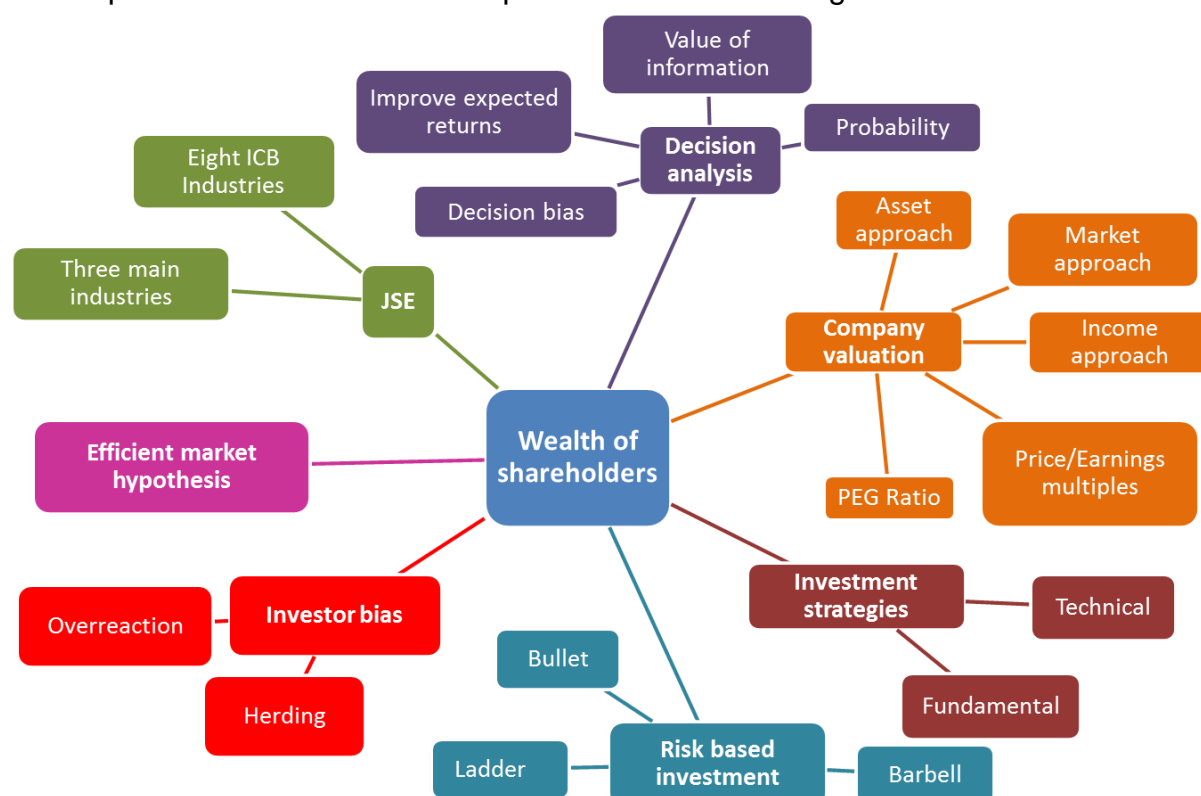 Value of
information
Improve expected
returns
Probability
Decision
analysis
Decision bias
Eight ICB
Industries
Three main
industries
JSE
Asset
approach
Market
approach
Company
valuation
Income
approach
Price/Earnings
multiples
PEG Ratio
Wealth of
shareholders
Efficient market
hypothesis
Investor bias
Overreaction
Herding
Investment
strategies
Technical
Fundamental
Bullet
Ladder
Risk based
investment
Barbell